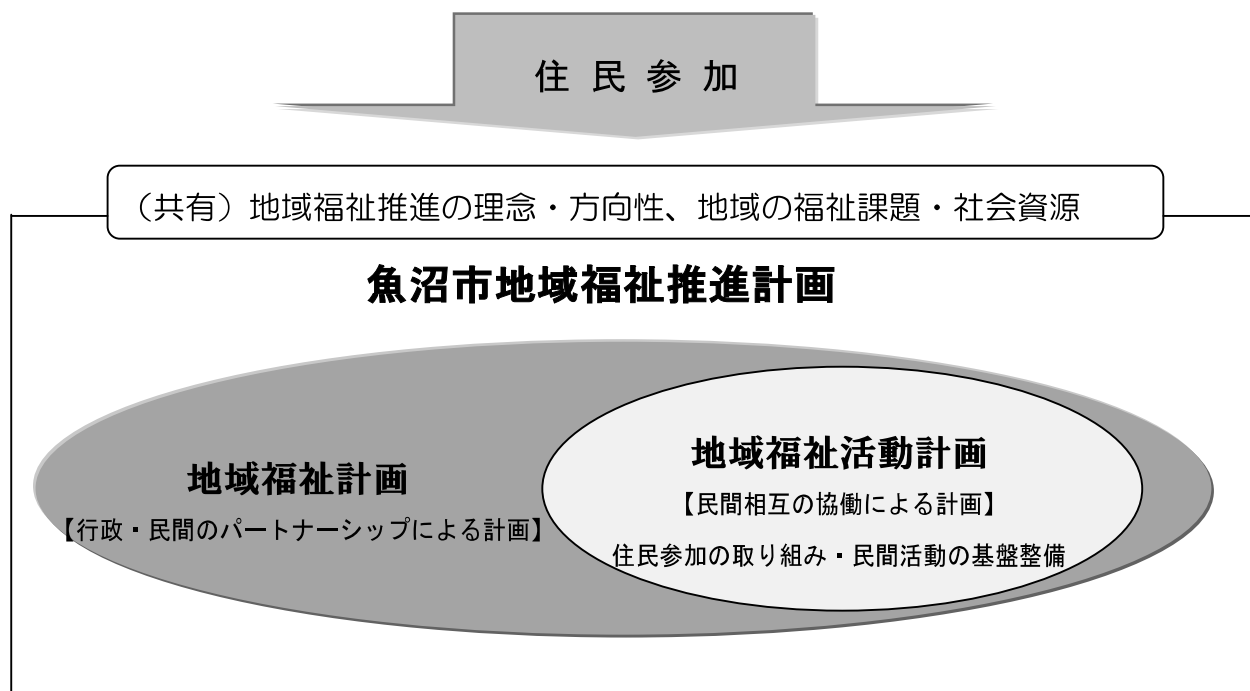 住民参加
（共有）地域福祉推進の理念・方向性、地域の福祉課題・社会資源
魚沼市地域福祉推進計画
地域福祉計画
【行政・民間のパートナーシップによる計画】
地域福祉活動計画
【民間相互の協働による計画】
住民参加の取り組み・民間活動の基盤整備